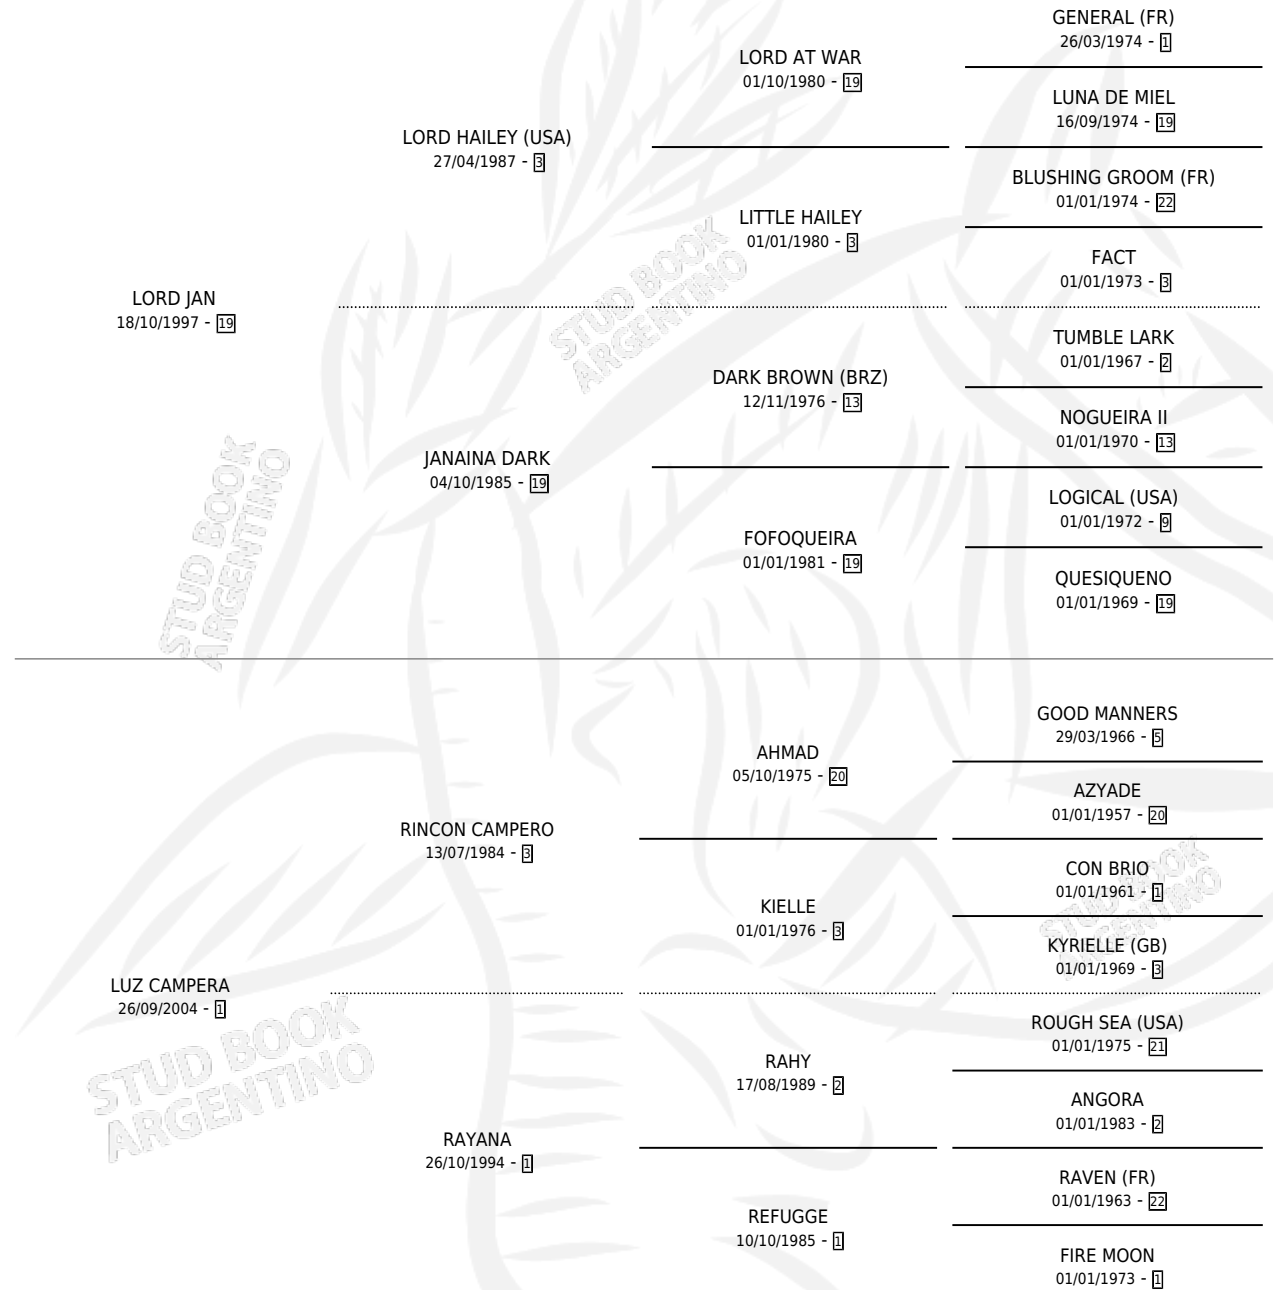 GENERAL (FR)
26/03/1974 - 1
LORD AT WAR
01/10/1980 - 19
LUNA DE MIEL
16/09/1974 - 19
LORD HAILEY (USA)
27/04/1987 - 3
BLUSHING GROOM (FR)
01/01/1974 - 22
LITTLE HAILEY
01/01/1980 - 3
FACT
01/01/1973 - 3
LORD JAN
18/10/1997 - 19
TUMBLE LARK
01/01/1967 - 2
DARK BROWN (BRZ)
12/11/1976 - 13
NOGUEIRA II
01/01/1970 - 13
JANAINA DARK
04/10/1985 - 19
LOGICAL (USA)
01/01/1972 - 9
FOFOQUEIRA
01/01/1981 - 19
QUESIQUENO
01/01/1969 - 19
GOOD MANNERS
29/03/1966 - 5
AHMAD
05/10/1975 - 20
AZYADE
01/01/1957 - 20
RINCON CAMPERO
13/07/1984 - 3
CON BRIO
01/01/1961 - 1
KIELLE
01/01/1976 - 3
KYRIELLE (GB)
01/01/1969 - 3
LUZ CAMPERA
26/09/2004 - 1
ROUGH SEA (USA)
01/01/1975 - 21
RAHY
17/08/1989 - 2
ANGORA
01/01/1983 - 2
RAYANA
26/10/1994 - 1
RAVEN (FR)
01/01/1963 - 22
REFUGGE
10/10/1985 - 1
FIRE MOON
01/01/1973 - 1
STUD BOOK
ARGENTINO
STUD BOOK
ARGENTINO
STUD BOOK
ARGENTINO
STUD BOOK
ARGENTINO